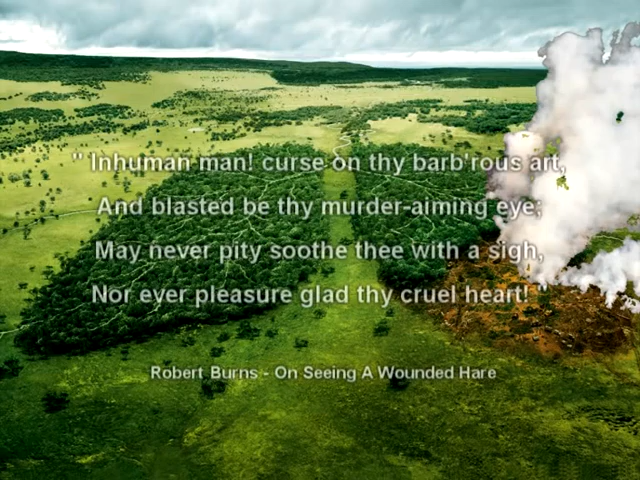 " Inhuman man! curse on thy barb'rous art,
And blasted be thy murder-aiming eye;
May never pity soothe thee with a sigh,
Nor ever pleasure glad thy cruel heart!
Robert Burns - On Seeing A Wounded Hare